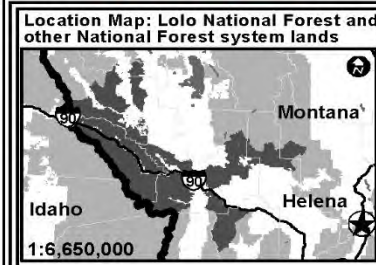 Location Map: Lolo National Forest and
other National Forest system lands
N
Montana
90
90
Idaho
Helena
1:6,650,000